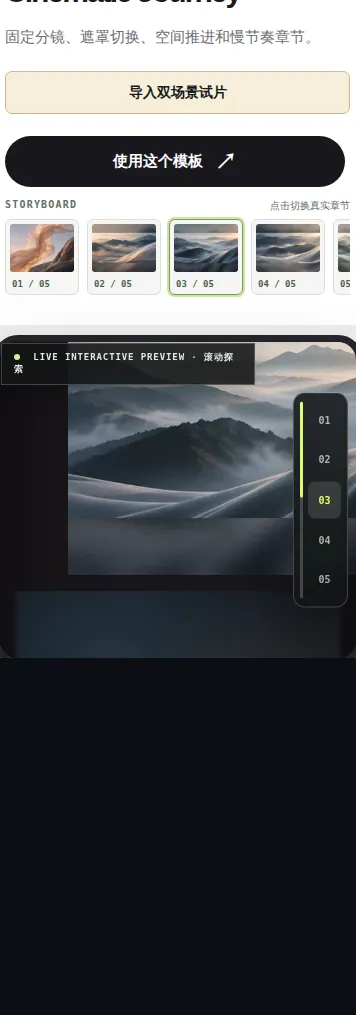 Cinematic Journey
固定分镜、遮罩切换、空间推进和慢节奏章节。
导入双场景试片
使用这个模板 ↗
STORYBOARD
点击切换真实章节
01 / 05
02 / 05
03 / 05
04 / 05
05
LIVE INTERACTIVE PREVIEW · 滚动探
索
01
02
03
04
05